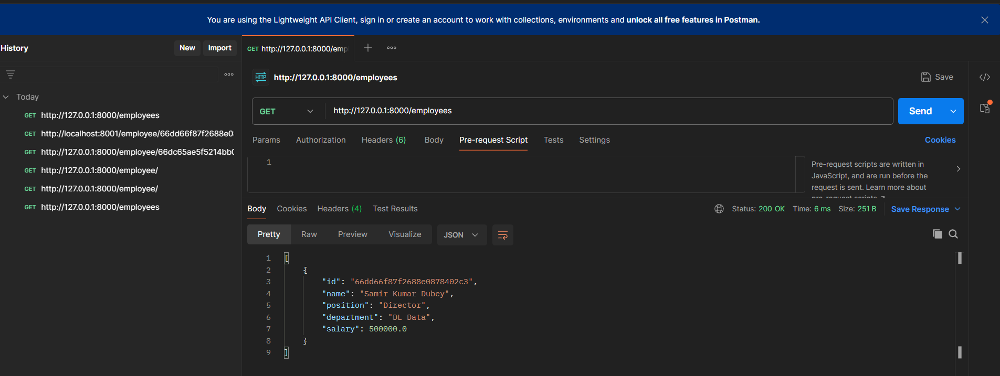 You are using the Lightweight API Client, sign in or create an account to work with collections, environments and unlock all free features in Postman.
History
New
Import
GET http://127.0.0.1:8000/emp
HTTP
http://127.0.0.1:8000/employees
Save
Today
GET http://127.0.0.1:8000/employees
GET http://localhost:8001/employee/66dd66f87f2688e0
GET http://127.0.0.1:8000/employee/66dc65ae5f5214bb0
GET http://127.0.0.1:8000/employee/
GET http://127.0.0.1:8000/employee/
GET http://127.0.0.1:8000/employees
GET
http://127.0.0.1:8000/employees
Send
Params
Authorization
Headers (6)
Body
Pre-request Script
Tests
Settings
Cookies
1
Pre-request scripts are written in
JavaScript, and are run before the
request is sent. Learn more about
pre-request scripts
Body
Cookies
Headers (4)
Test Results
Status: 200 OK
Time: 6 ms
Size: 251 B
Save Response
Pretty
Raw
Preview
Visualize
JSON
1 [
2 {
3 "id": "66dd66f87f2688e0878402c3",
4 "name": "Samir Kumar Dubey",
5 "position": "Director",
6 "department": "DL Data",
7 "salary": 500000.0
8 }
9 ]